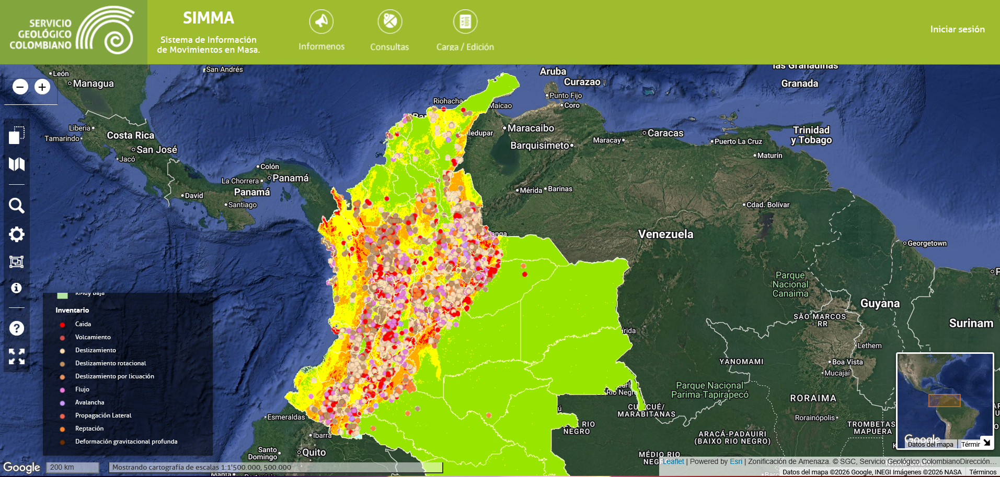 SERVICIO
GEOLÓGICO
COLOMBIANO
SIMMA
Sistema de Información
de Movimientos en Masa.
Informenos
Consultas
Carga / Edición
Iniciar sesión
San Andrés
León
Managua
Aruba
Curazao
las Granadinas
Granada
Punto Fijo
Coro
Riohacha
Maicao
Liberia
Tamarindo
Costa Rica
San José
Jacó
Maracaibo
Barquisimeto
Maracay
Caracas
Puerto La Cruz
Maturín
Trinidad
y Tobago
Colón
La Chorrera
Panamá
Panamá
David
Santiago
Mérida
Barinas
Cdad. Bolívar
Venezuela
Georgetown
Parque
Nacional
Canaima
Guyana
SÃO MARCOS
- RR
Surinam
Lethem
YANOMAMI
Boa Vista
Mucajaí
Parque Nacional
Parima-Tapirapecó
RORAIMA
Rorainópolis
TROMBETAS
MAPUERA
MARABITANAS
RIO
NEGRO
ARACÁ-PADAUIRI
(BAIXO RIO NEGRO)
MÉDIO RIO
Esmeraldas
Ibarra
Santo
Domingo
Quito
Inventario
Caida
Volcamiento
Deslizamiento
Deslizamiento rotacional
Deslizamiento por licuación
Flujo
Avalancha
Propagación Lateral
Reptación
Deformación gravitacional profunda
Google
200 km
Mostrando cartografía de escalas 1:1'500.000, 500.000
Google
Datos del mapa
Térmir
Leaflet | Powered by Esri | Zonificación de Amenaza. © SGC, Servicio Geológico ColombianoDirección...
Datos del mapa ©2026 Google, INEGI Imágenes ©2026 NASA
Términos